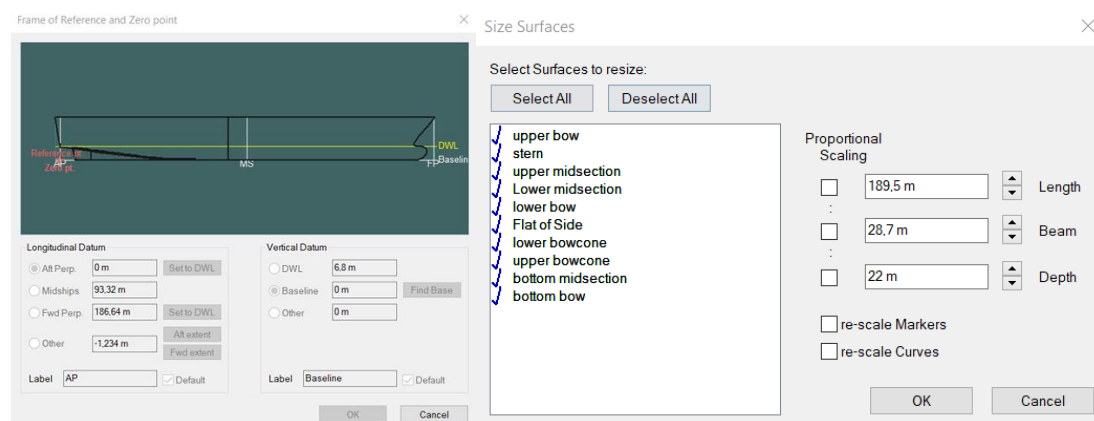 Frame of Reference and Zero point
DWL
Reference pt.
AP
Zero pt.
MS
FP
Baselin
Longitudinal Datum
Aft Perp. 0 m Set to DWL
Midships 93,32 m
Fwd Perp. 186,64 m Set to DWL
Aft extent
Other -1,234 m
Fwd extent
Label AP Default
Vertical Datum
DWL 6,8 m
Baseline 0 m Find Base
Other 0 m
Label Baseline Default
OK Cancel
Size Surfaces
Select Surfaces to resize:
Select All Deselect All
upper bow
stern
upper midsection
Lower midsection
lower bow
Flat of Side
lower bowcone
upper bowcone
bottom midsection
bottom bow
Proportional
Scaling
189,5 m Length
:
28,7 m Beam
:
22 m Depth
re-scale Markers
re-scale Curves
OK Cancel